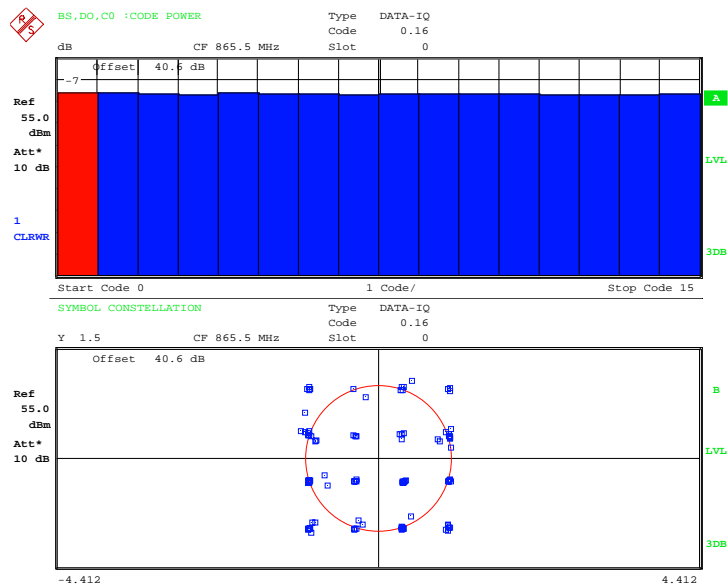 R S
BS,DO,C0 :CODE POWER Type DATA-IQ
Code 0.16
dB CF 865.5 MHz Slot 0
Offset 40.6 dB
-7
Ref
55.0
dBm
Att*
10 dB
1
CLRWR
A
LVL
3DB
Start Code 0 1 Code/ Stop Code 15
SYMBOL CONSTELLATION Type DATA-IQ
Code 0.16
Y 1.5 CF 865.5 MHz Slot 0
Offset 40.6 dB
Ref
55.0
dBm
Att*
10 dB
B
LVL
3DB
-4.412 4.412